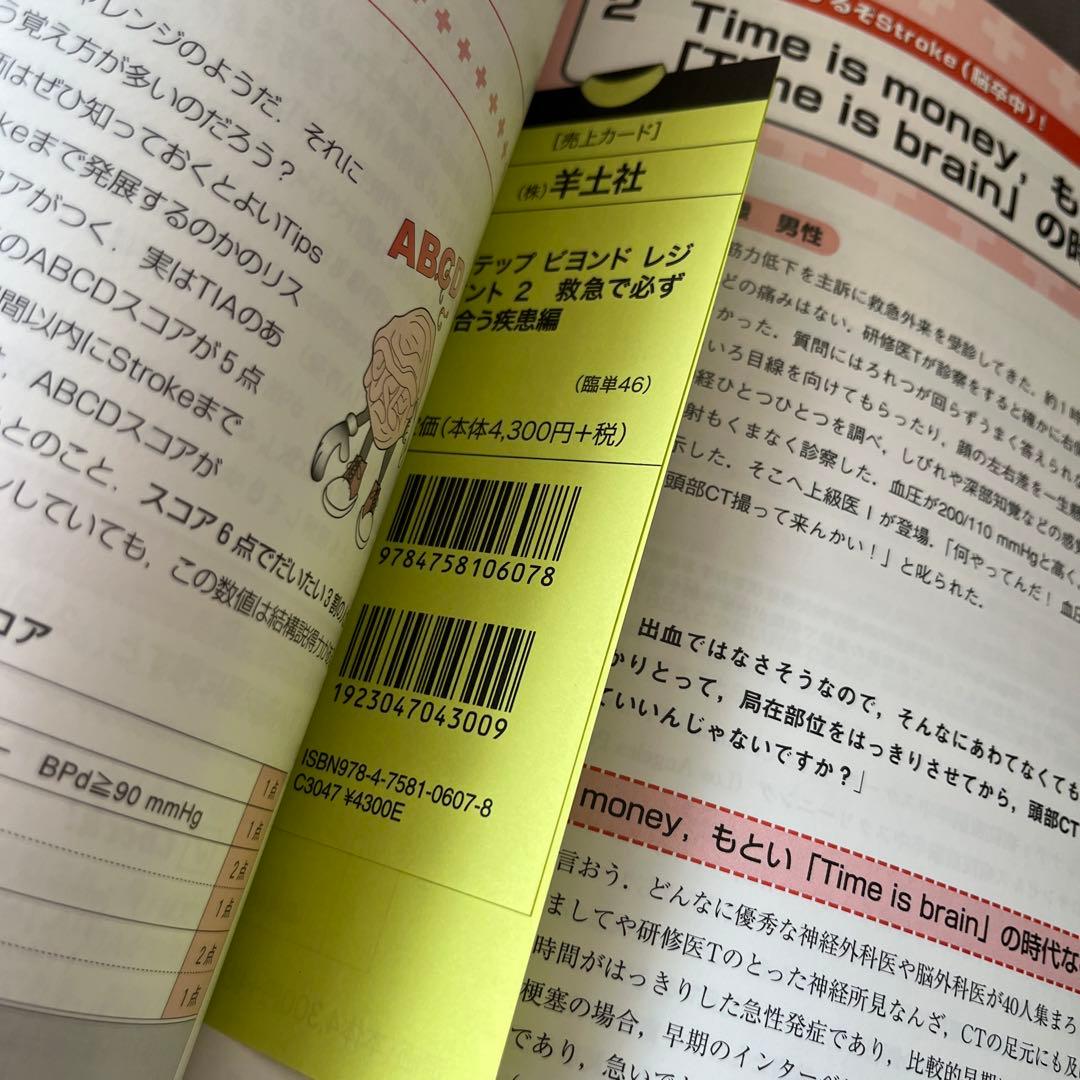 レンジのようだ．それに
う覚え方が多いのだろう？
価はぜひ知っておくとよいTips
rokeまで発展するのかのリス
コアがつく．実はTIAのあ
のABCDスコアが5点
間以内にStrokeまで
，ABCDスコアが
とのこと．スコア6点でだいたい3割の
ンしていても，この数値は結構説得力が
ABCD
コア
BPd≧90 mmHg
1点
1点
2点
1点
2点
1点
[売上カード]
(株)羊土社
テップ ビヨンド レジ
ント 2 救急で必ず
合う疾患編
(臨単46)
価(本体4,300円+税)
9784758106078
1923047043009
ISBN978-4-7581-0607-8
C3047 ¥4300E
るぞStroke(脳卒中)！
2 Time is money，も
「Time is brain」の時
男性
筋力低下を主訴に救急外来を受診してきた．約1時
どの痛みはない．研修医Tが診察をすると確かに右側
かった．質問にはろれつが回らずうまく答えられな
いろ目線を向けてもらったり，顔の左右差を一生懸
経ひとつひとつを調べ，しびれや深部知覚などの感覚
射もくまなく診察した．血圧が200/110 mmHgと高く，
示した．そこへ上級医Iが登場．「何やってんだ！ 血圧
頭部CT撮って来んかい！」と叱られた．
出血ではなさそうなので，そんなにあわてなくても
かりとって，局在部位をはっきりさせてから，頭部CT
ていいんじゃないですか？」
money，もとい「Time is brain」の時代な
言おう．どんなに優秀な神経外科医や脳外科医が40人集まろ
ましてや研修医Tのとった神経所見なんざ，CTの足元にも及
時間がはっきりした急性発症であり，比較的早期
梗塞の場合，早期のインターベ
であり，急いで